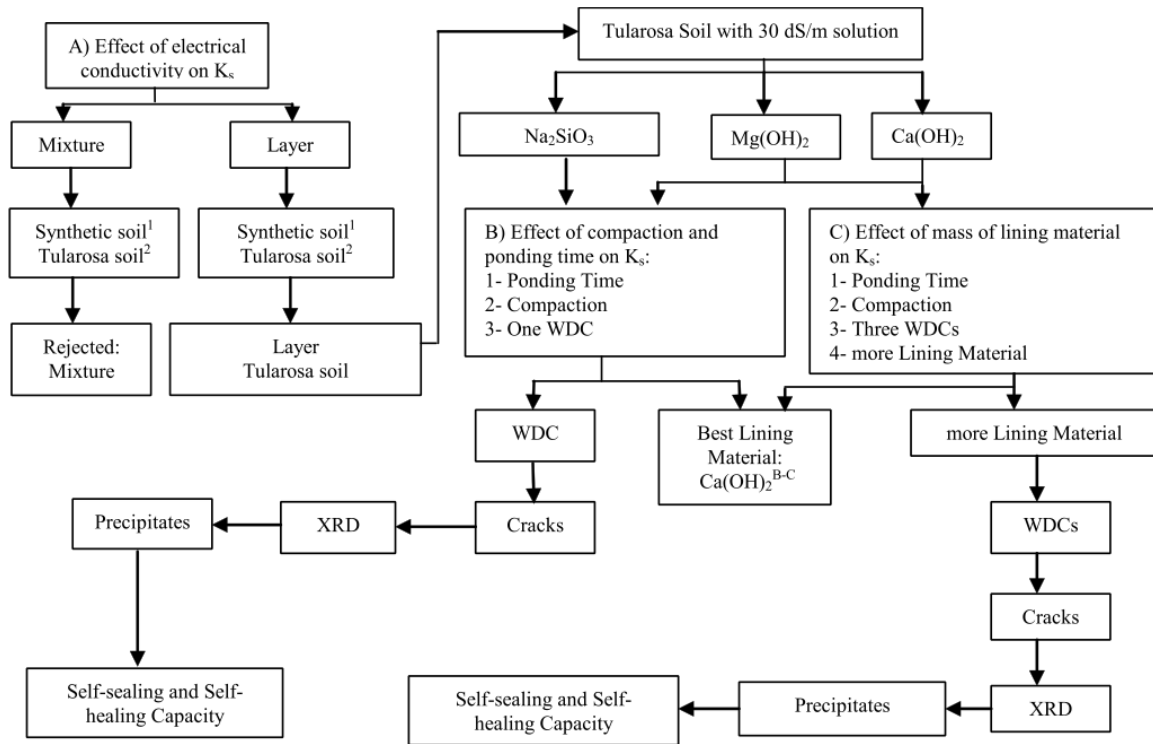 A) Effect of electrical
conductivity on Kₛ
Mixture
Layer
Synthetic soil¹
Tularosa soil²
Synthetic soil¹
Tularosa soil²
Rejected:
Mixture
Layer
Tularosa soil
Tularosa Soil with 30 dS/m solution
Na₂SiO₃
Mg(OH)₂
Ca(OH)₂
B) Effect of compaction and
ponding time on Kₛ:
1- Ponding Time
2- Compaction
3- One WDC
C) Effect of mass of lining material
on Kₛ:
1- Ponding Time
2- Compaction
3- Three WDCs
4- more Lining Material
WDC
Best Lining
Material:
Ca(OH)₂ᴮ⁻ᶜ
more Lining Material
Precipitates
XRD
Cracks
WDCs
Cracks
Self-sealing and Self-
healing Capacity
Self-sealing and Self-
healing Capacity
Precipitates
XRD